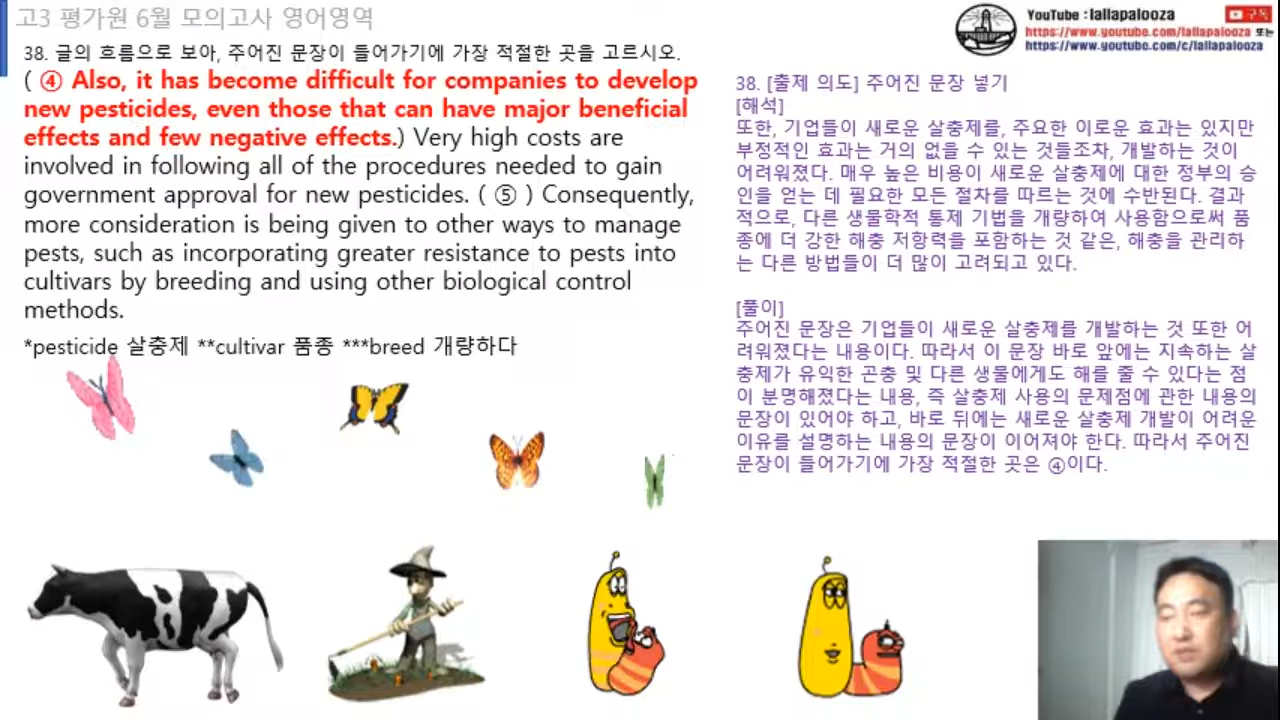 고3 평가원 6월 모의고사 영어영역
38. 글의 흐름으로 보아, 주어진 문장이 들어가기에 가장 적절한 곳을 고르시오.
( ④ Also, it has become difficult for companies to develop
new pesticides, even those that can have major beneficial
effects and few negative effects.) Very high costs are
involved in following all of the procedures needed to gain
government approval for new pesticides. ( ⑤ ) Consequently,
more consideration is being given to other ways to manage
pests, such as incorporating greater resistance to pests into
cultivars by breeding and using other biological control
methods.
*pesticide 살충제 **cultivar 품종 ***breed 개량하다
YouTube : lallapalooza
구독
https://www.youtube.com/lallapalooza 또는
https://www.youtube.com/c/lallapalooza
38. [출제 의도] 주어진 문장 넣기
[해석]
또한, 기업들이 새로운 살충제를, 주요한 이로운 효과는 있지만
부정적인 효과는 거의 없을 수 있는 것들조차, 개발하는 것이
어려워졌다. 매우 높은 비용이 새로운 살충제에 대한 정부의 승
인을 얻는 데 필요한 모든 절차를 따르는 것에 수반된다. 결과
적으로, 다른 생물학적 통제 기법을 개량하여 사용함으로써 품
종에 더 강한 해충 저항력을 포함하는 것 같은, 해충을 관리하
는 다른 방법들이 더 많이 고려되고 있다.
[풀이]
주어진 문장은 기업들이 새로운 살충제를 개발하는 것 또한 어
려워졌다는 내용이다. 따라서 이 문장 바로 앞에는 지속하는 살
충제가 유익한 곤충 및 다른 생물에게도 해를 줄 수 있다는 점
이 분명해졌다는 내용, 즉 살충제 사용의 문제점에 관한 내용의
문장이 있어야 하고, 바로 뒤에는 새로운 살충제 개발이 어려운
이유를 설명하는 내용의 문장이 이어져야 한다. 따라서 주어진
문장이 들어가기에 가장 적절한 곳은 ④이다.